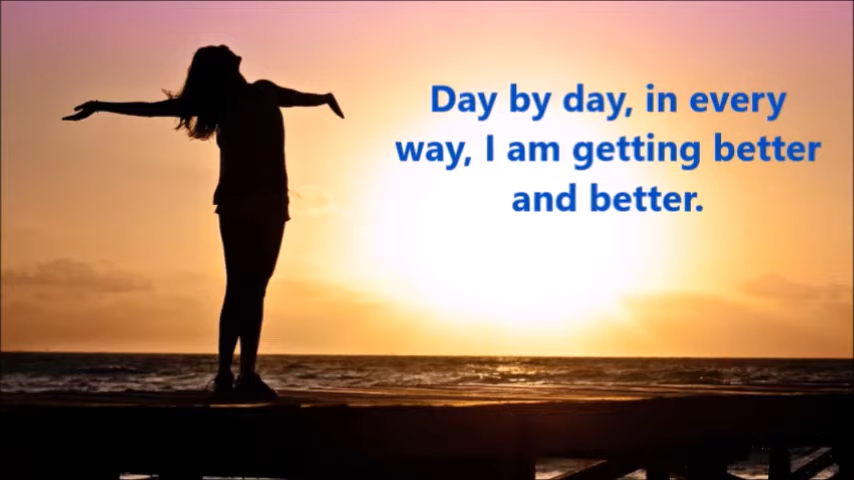 Day by day, in every
way, I am getting better
and better.